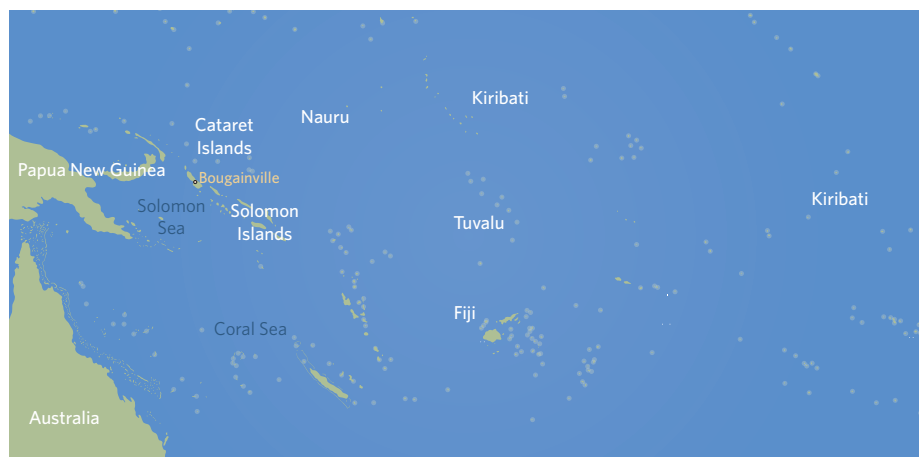 Kiribati
Nauru
Cataret
Islands
Papua New Guinea
Bougainville
Kiribati
Solomon
Sea
Solomon
Islands
Tuvalu
Fiji
Coral Sea
Australia